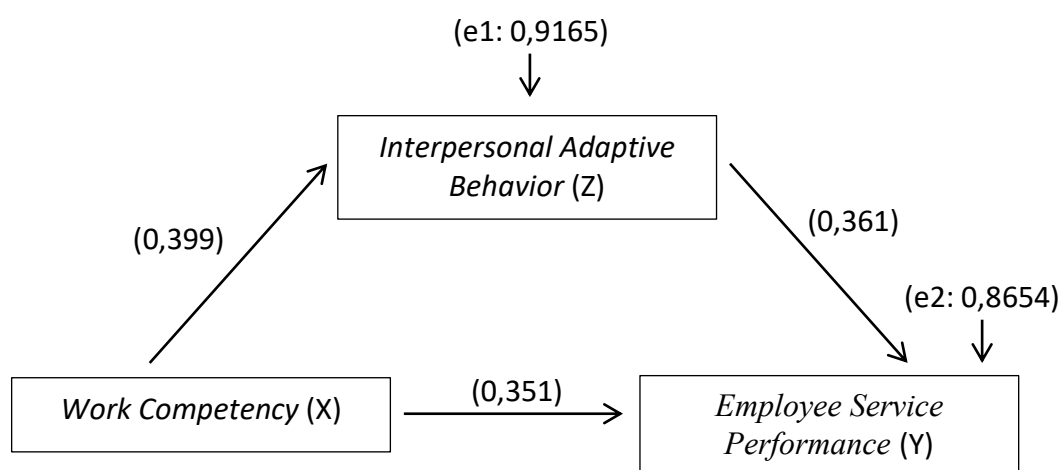 (e1: 0,9165)
Interpersonal Adaptive
Behavior (Z)
(0,399)
(0,361)
(e2: 0,8654)
Work Competency (X)
(0,351)
Employee Service
Performance (Y)